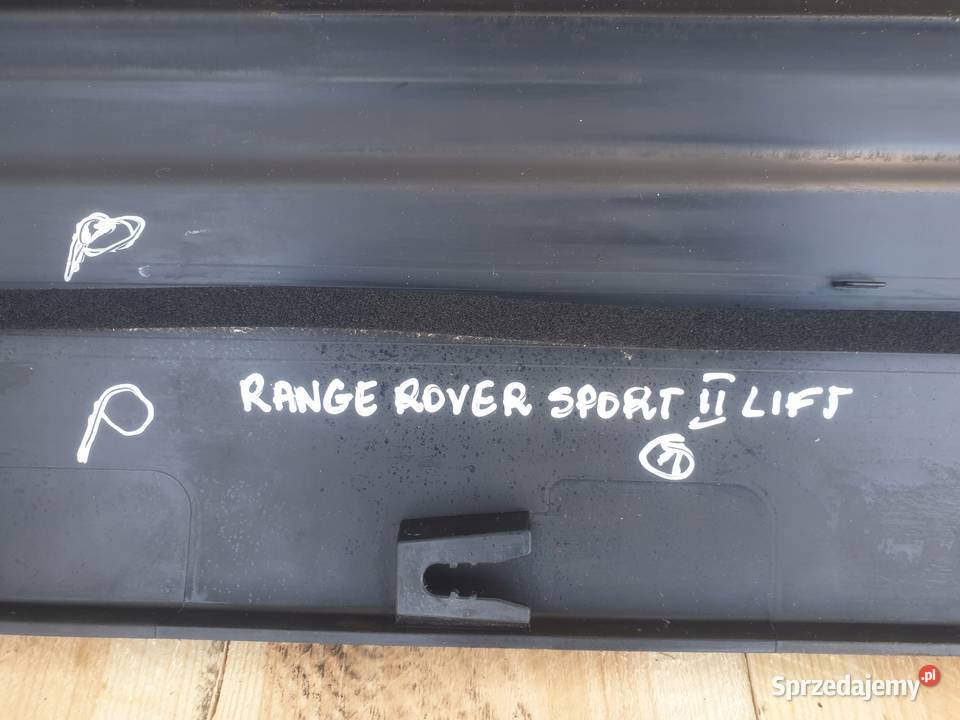 P
RANGE ROVER SPORT II LIFT
Sprzedajemy.pl